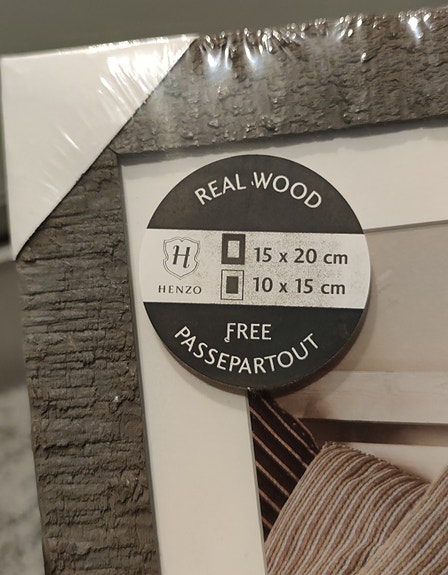 REAL WOOD
H
HENZO
15 x 20 cm
10 x 15 cm
FREE
PASSEPARTOUT